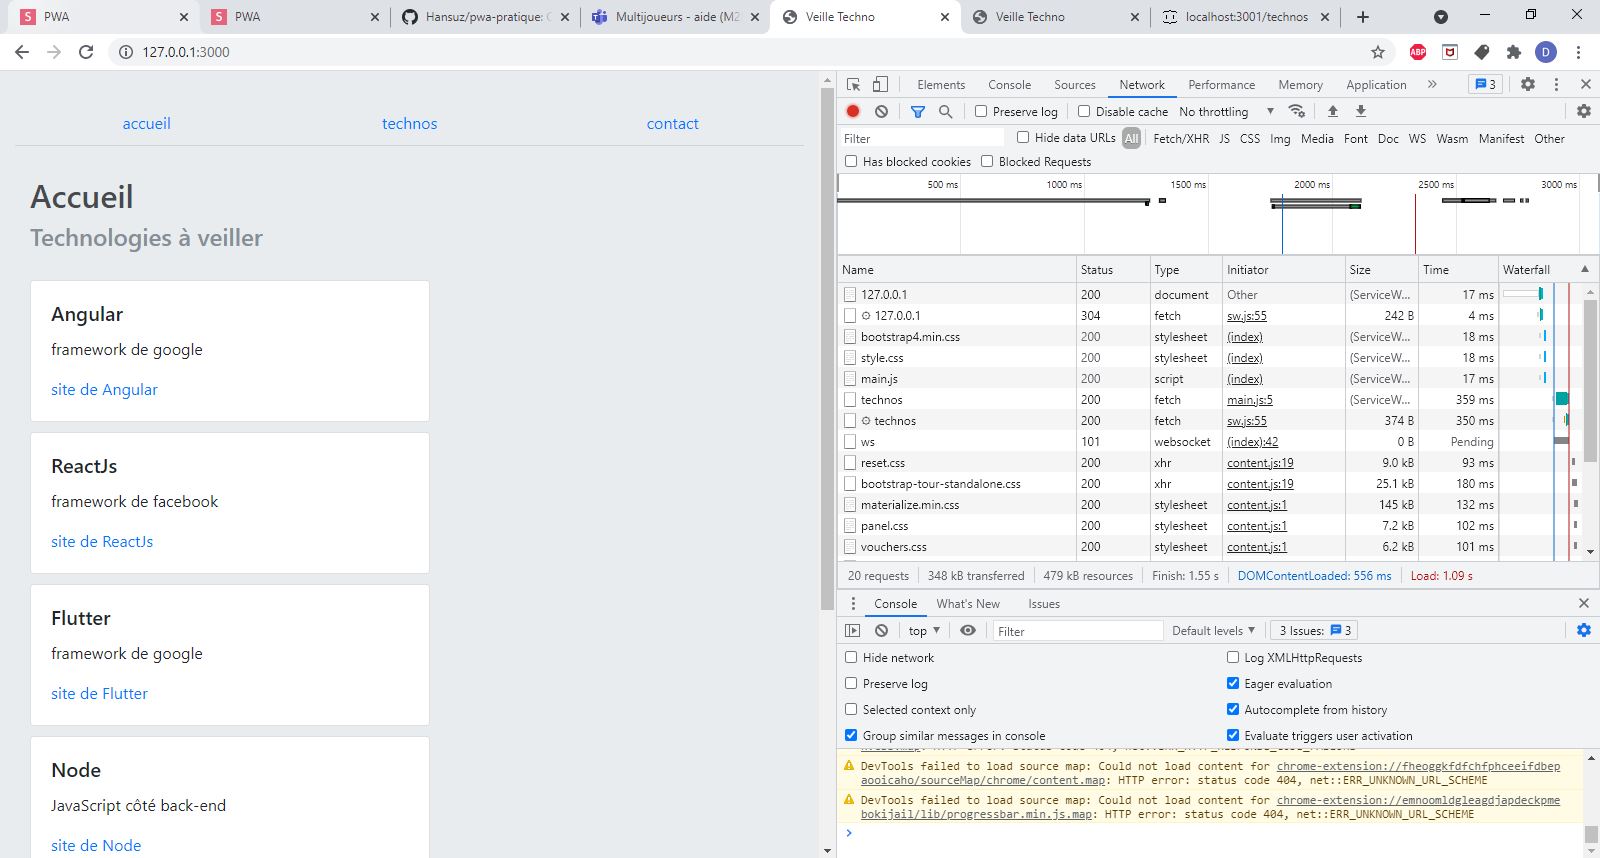 PWA
PWA
Hansuz/pwa-pratique: C
Multijoueurs - aide (M2
Veille Techno
Veille Techno
localhost:3001/technos
127.0.0.1:3000
ABP
D
accueil technos contact
Accueil
Technologies à veiller
Angular
framework de google
site de Angular
ReactJs
framework de facebook
site de ReactJs
Flutter
framework de google
site de Flutter
Node
JavaScript côté back-end
site de Node
Elements Console Sources Network Performance Memory Application » 3
Preserve log Disable cache No throttling
Filter Hide data URLs All Fetch/XHR JS CSS Img Media Font Doc WS Wasm Manifest Other
Has blocked cookies Blocked Requests
500 ms 1000 ms 1500 ms 2000 ms 2500 ms 3000 ms
Name Status Type Initiator Size Time Waterfall
127.0.0.1 200 document Other (ServiceW... 17 ms
127.0.0.1 304 fetch sw.js:55 242 B 4 ms
bootstrap4.min.css 200 stylesheet (index) (ServiceW... 18 ms
style.css 200 stylesheet (index) (ServiceW... 18 ms
main.js 200 script (index) (ServiceW... 17 ms
technos 200 fetch main.js:5 (ServiceW... 359 ms
technos 200 fetch sw.js:55 374 B 350 ms
ws 101 websocket (index):42 0 B Pending
reset.css 200 xhr content.js:19 9.0 kB 93 ms
bootstrap-tour-standalone.css 200 xhr content.js:19 25.1 kB 180 ms
materialize.min.css 200 stylesheet content.js:1 145 kB 132 ms
panel.css 200 stylesheet content.js:1 7.2 kB 102 ms
vouchers.css 200 stylesheet content.js:1 6.2 kB 101 ms
20 requests 348 kB transferred 479 kB resources Finish: 1.55 s DOMContentLoaded: 556 ms Load: 1.09 s
Console What's New Issues
top Filter Default levels 3 Issues: 3
Hide network Log XMLHttpRequests
Preserve log Eager evaluation
Selected context only Autocomplete from history
Group similar messages in console Evaluate triggers user activation
DevTools failed to load source map: Could not load content for chrome-extension://fheoggkfdfchfphceeifdbep
aooicaho/sourceMap/chrome/content.map: HTTP error: status code 404, net::ERR_UNKNOWN_URL_SCHEME
DevTools failed to load source map: Could not load content for chrome-extension://emnoomldgleagdjapdeckpme
bokijail/lib/progressbar.min.js.map: HTTP error: status code 404, net::ERR_UNKNOWN_URL_SCHEME